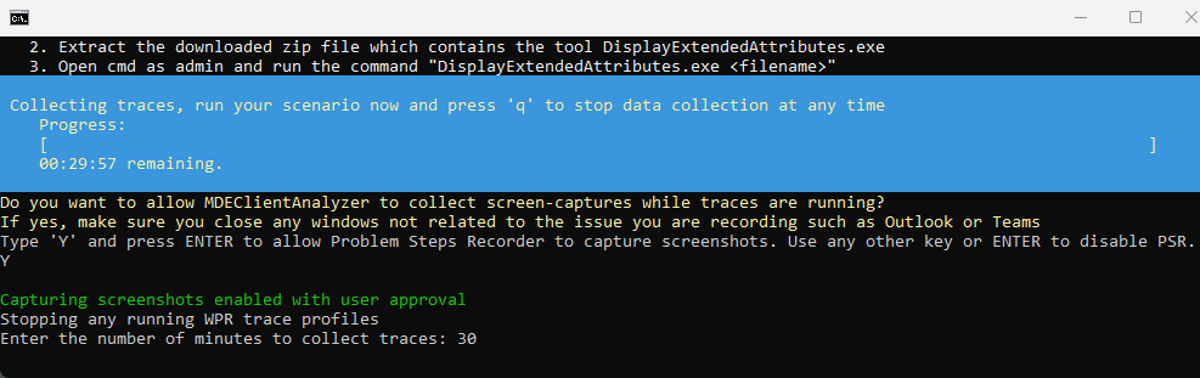 C:\.
2. Extract the downloaded zip file which contains the tool DisplayExtendedAttributes.exe
3. Open cmd as admin and run the command "DisplayExtendedAttributes.exe <filename>"
Collecting traces, run your scenario now and press 'q' to stop data collection at any time
Progress:
[ ]
00:29:57 remaining.
Do you want to allow MDEClientAnalyzer to collect screen-captures while traces are running?
If yes, make sure you close any windows not related to the issue you are recording such as Outlook or Teams
Type 'Y' and press ENTER to allow Problem Steps Recorder to capture screenshots. Use any other key or ENTER to disable PSR.
Y
Capturing screenshots enabled with user approval
Stopping any running WPR trace profiles
Enter the number of minutes to collect traces: 30